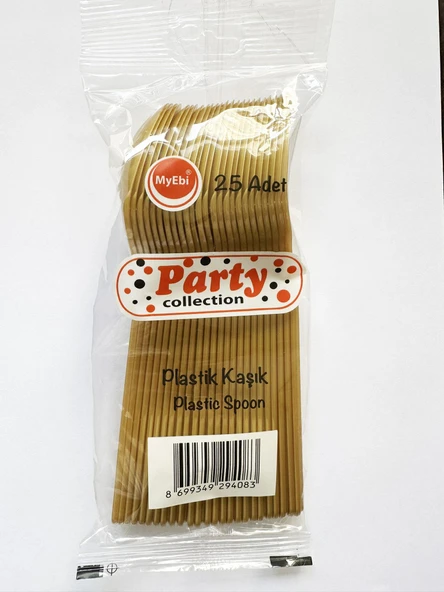 MyEbi®
25 Adet
Party
collection
Plastik Kaşık
Plastic Spoon
8 699349 294083